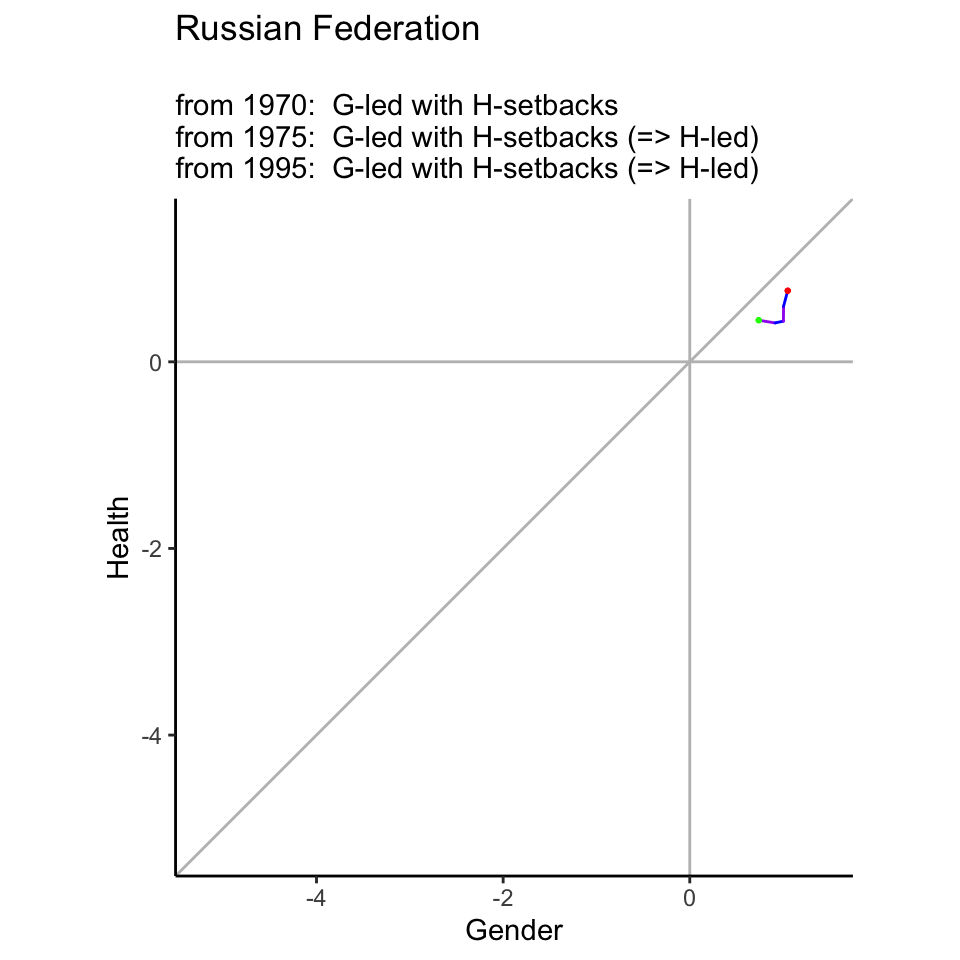 Russian Federation
from 1970:  G-led with H-setbacks
from 1975:  G-led with H-setbacks (=> H-led)
from 1995:  G-led with H-setbacks (=> H-led)
0
-2
-4
Health
-4
-2
0
Gender